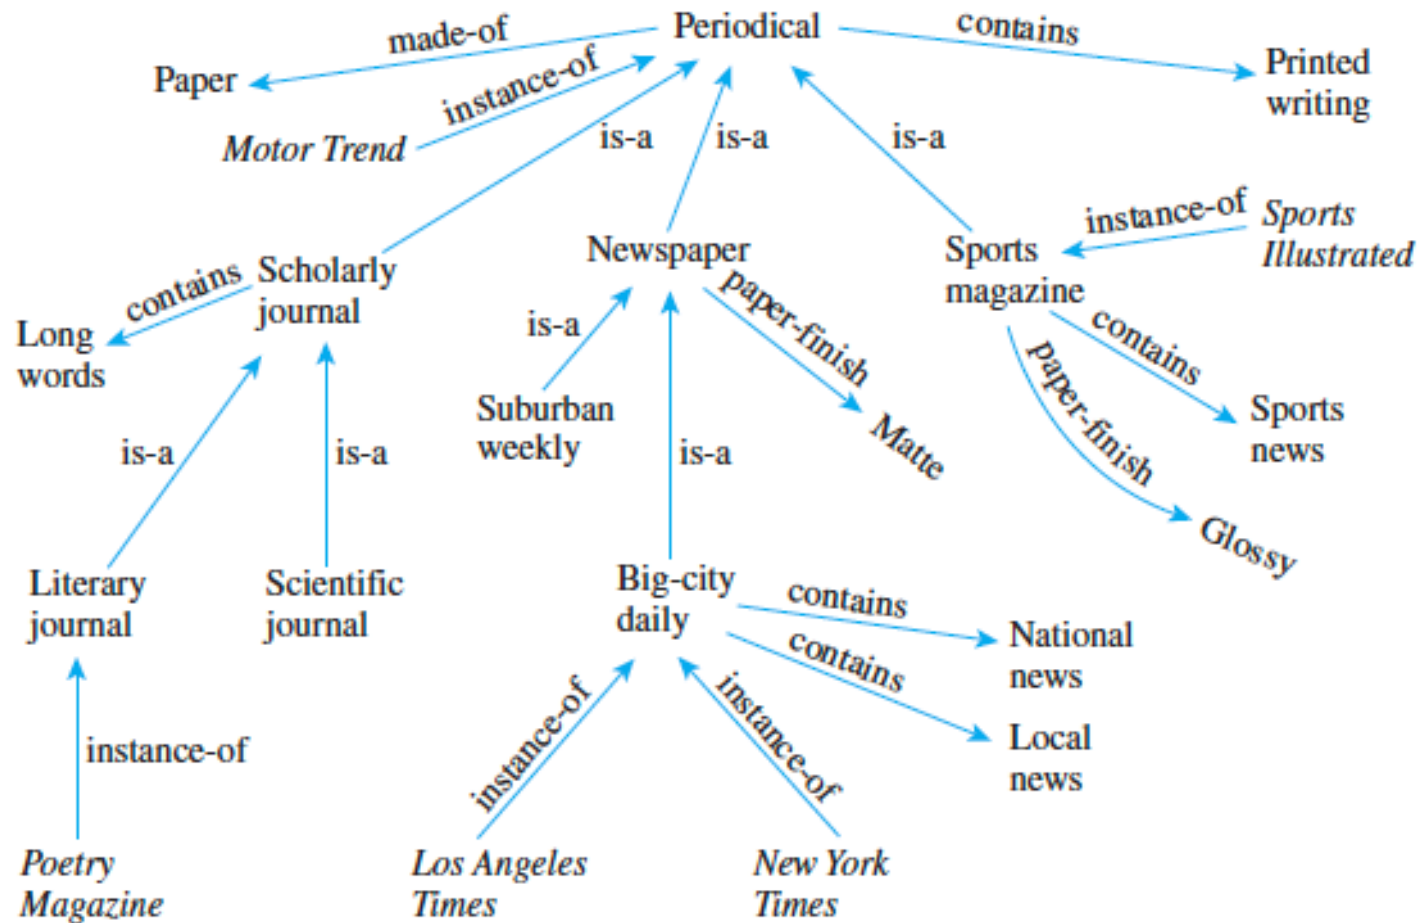 Periodical
made-of
contains
Paper
Printed
writing
instance-of
Motor Trend
is-a
is-a
is-a
instance-of
Sports
Illustrated
Newspaper
Sports
magazine
Scholarly
journal
contains
Long
words
is-a
paper-finish
contains
paper-finish
Suburban
weekly
Matte
Sports
news
is-a
is-a
is-a
Glossy
Literary
journal
Scientific
journal
Big-city
daily
contains
National
news
contains
Local
news
instance-of
instance-of
instance-of
Poetry
Magazine
Los Angeles
Times
New York
Times